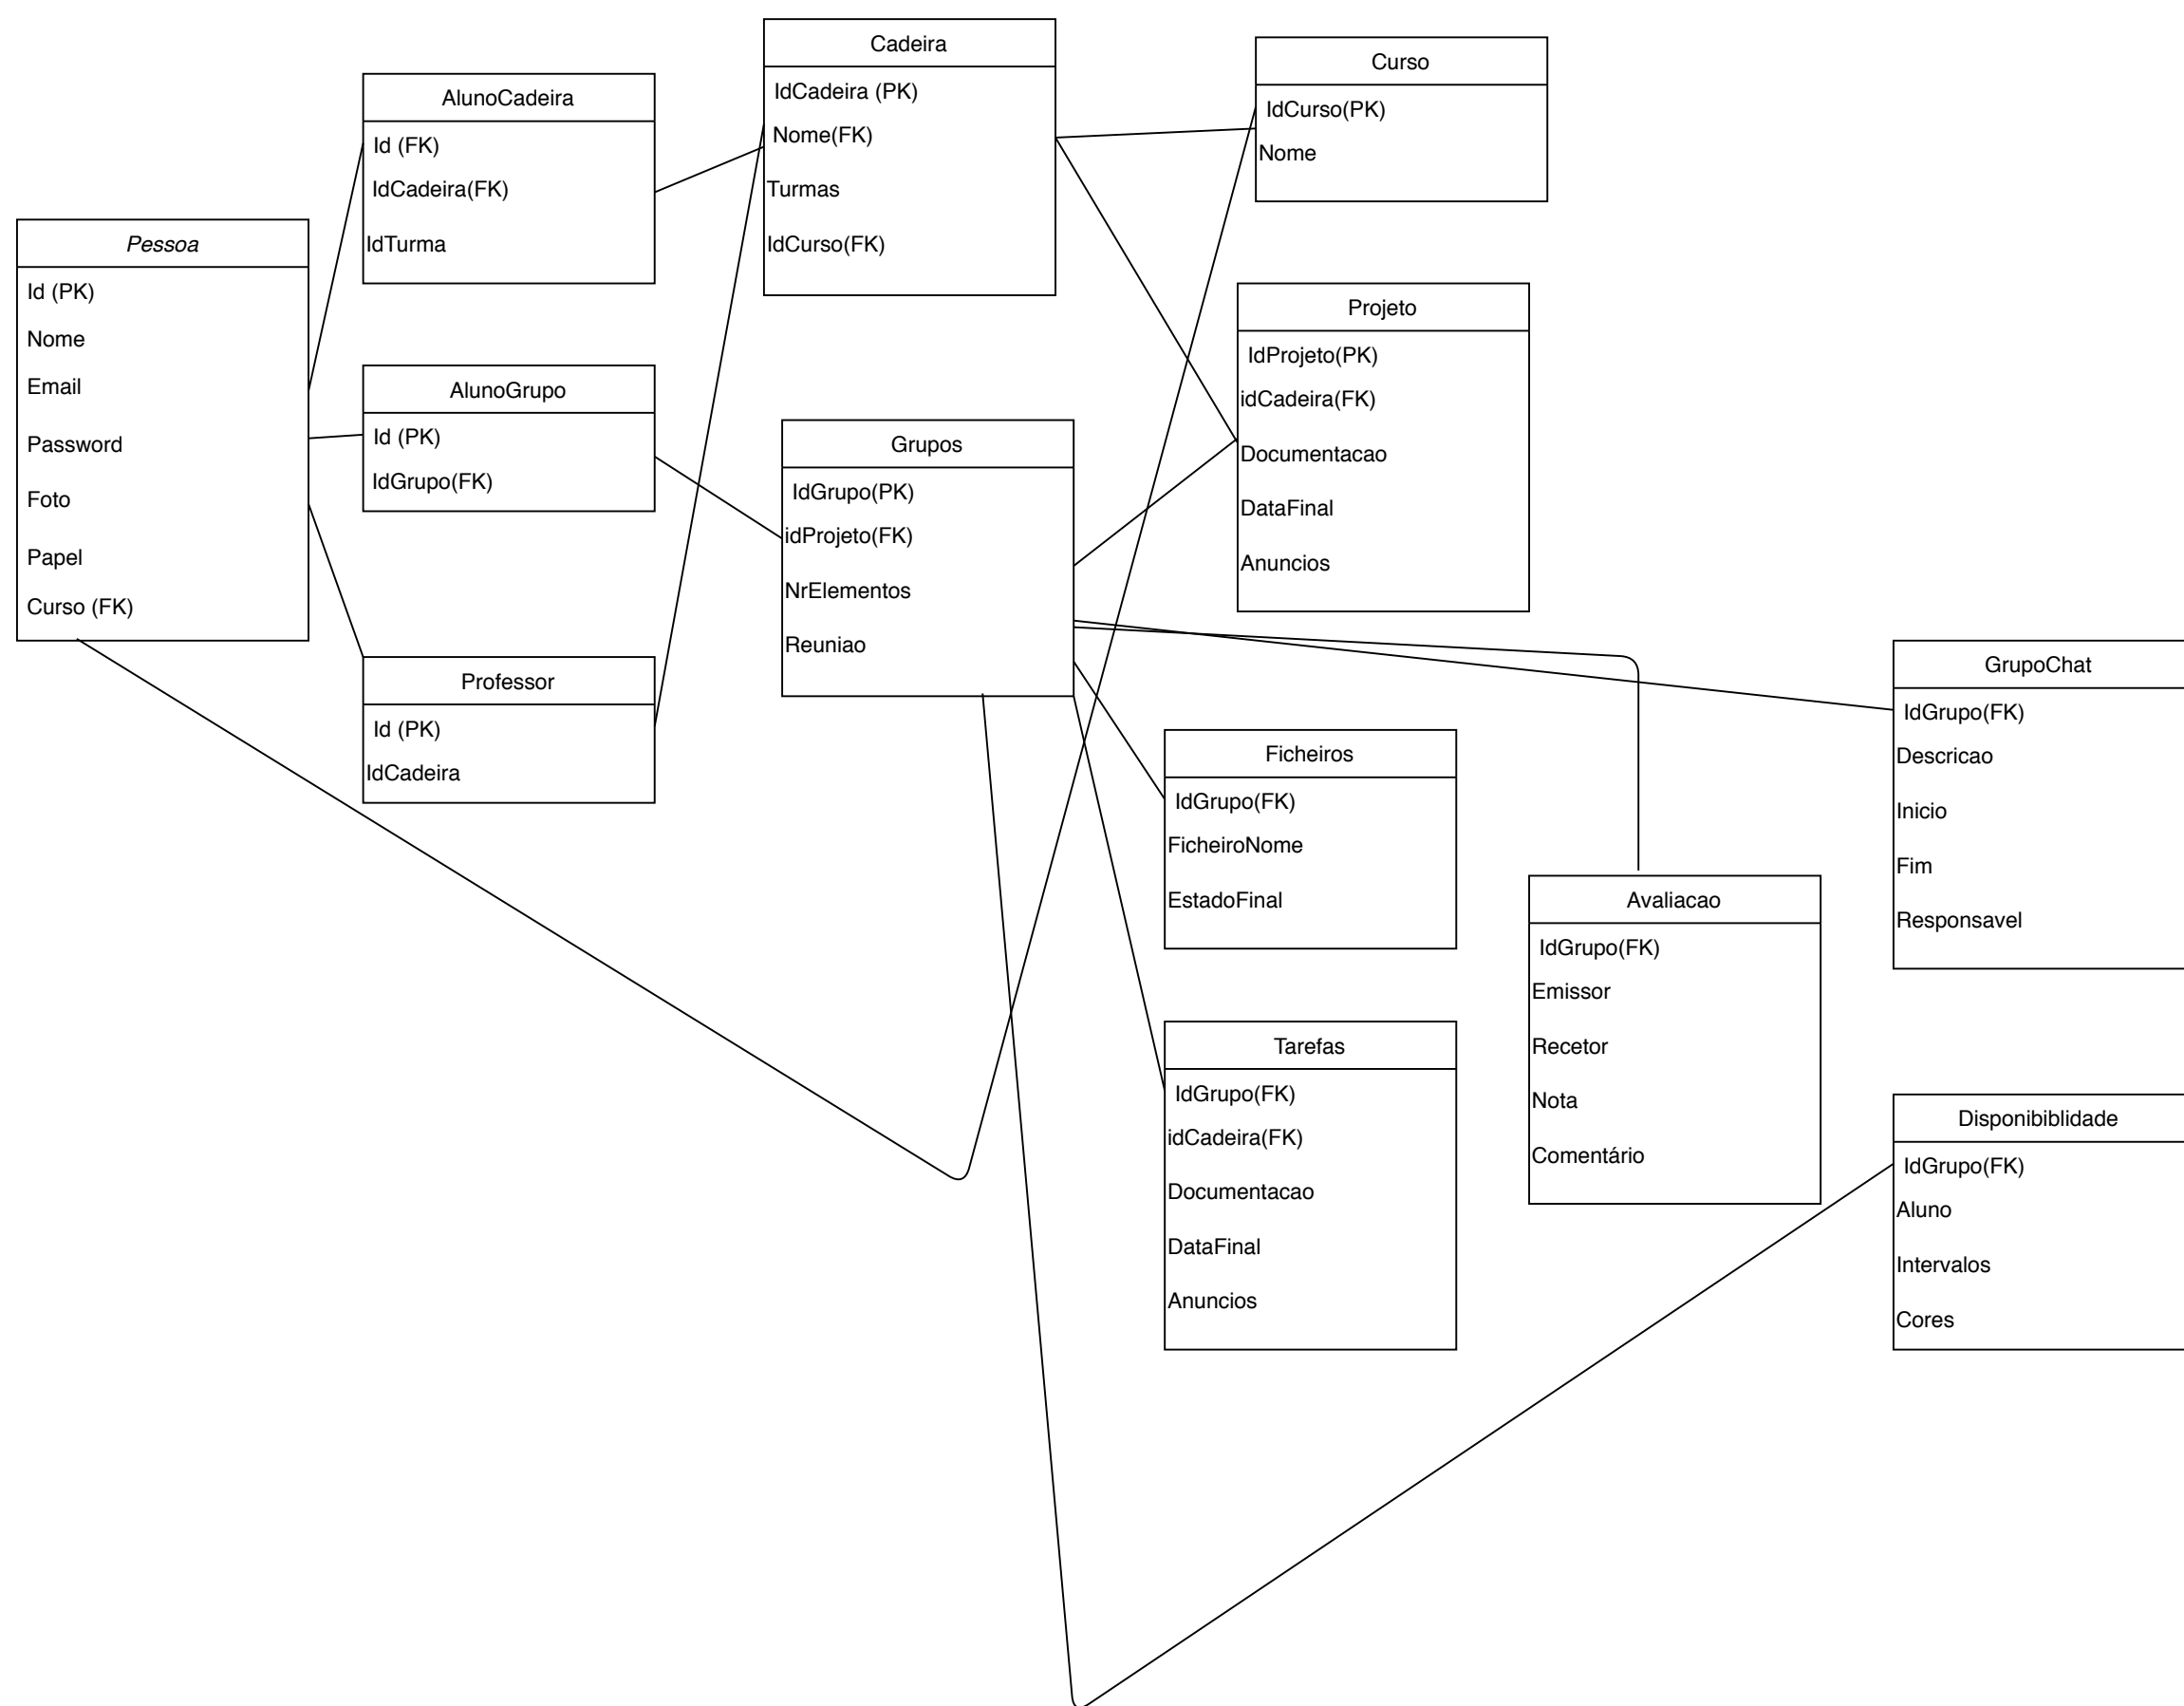 Pessoa
Id (PK)
Nome
Email
Password
Foto
Papel
Curso (FK)
AlunoCadeira
Id (FK)
IdCadeira(FK)
IdTurma
AlunoGrupo
Id (PK)
IdGrupo(FK)
Professor
Id (PK)
IdCadeira
Cadeira
IdCadeira (PK)
Nome(FK)
Turmas
IdCurso(FK)
Grupos
IdGrupo(PK)
idProjeto(FK)
NrElementos
Reuniao
Curso
IdCurso(PK)
Nome
Projeto
IdProjeto(PK)
idCadeira(FK)
Documentacao
DataFinal
Anuncios
Ficheiros
IdGrupo(FK)
FicheiroNome
EstadoFinal
Tarefas
IdGrupo(FK)
idCadeira(FK)
Documentacao
DataFinal
Anuncios
Avaliacao
IdGrupo(FK)
Emissor
Recetor
Nota
Comentário
GrupoChat
IdGrupo(FK)
Descricao
Inicio
Fim
Responsavel
Disponibiblidade
IdGrupo(FK)
Aluno
Intervalos
Cores